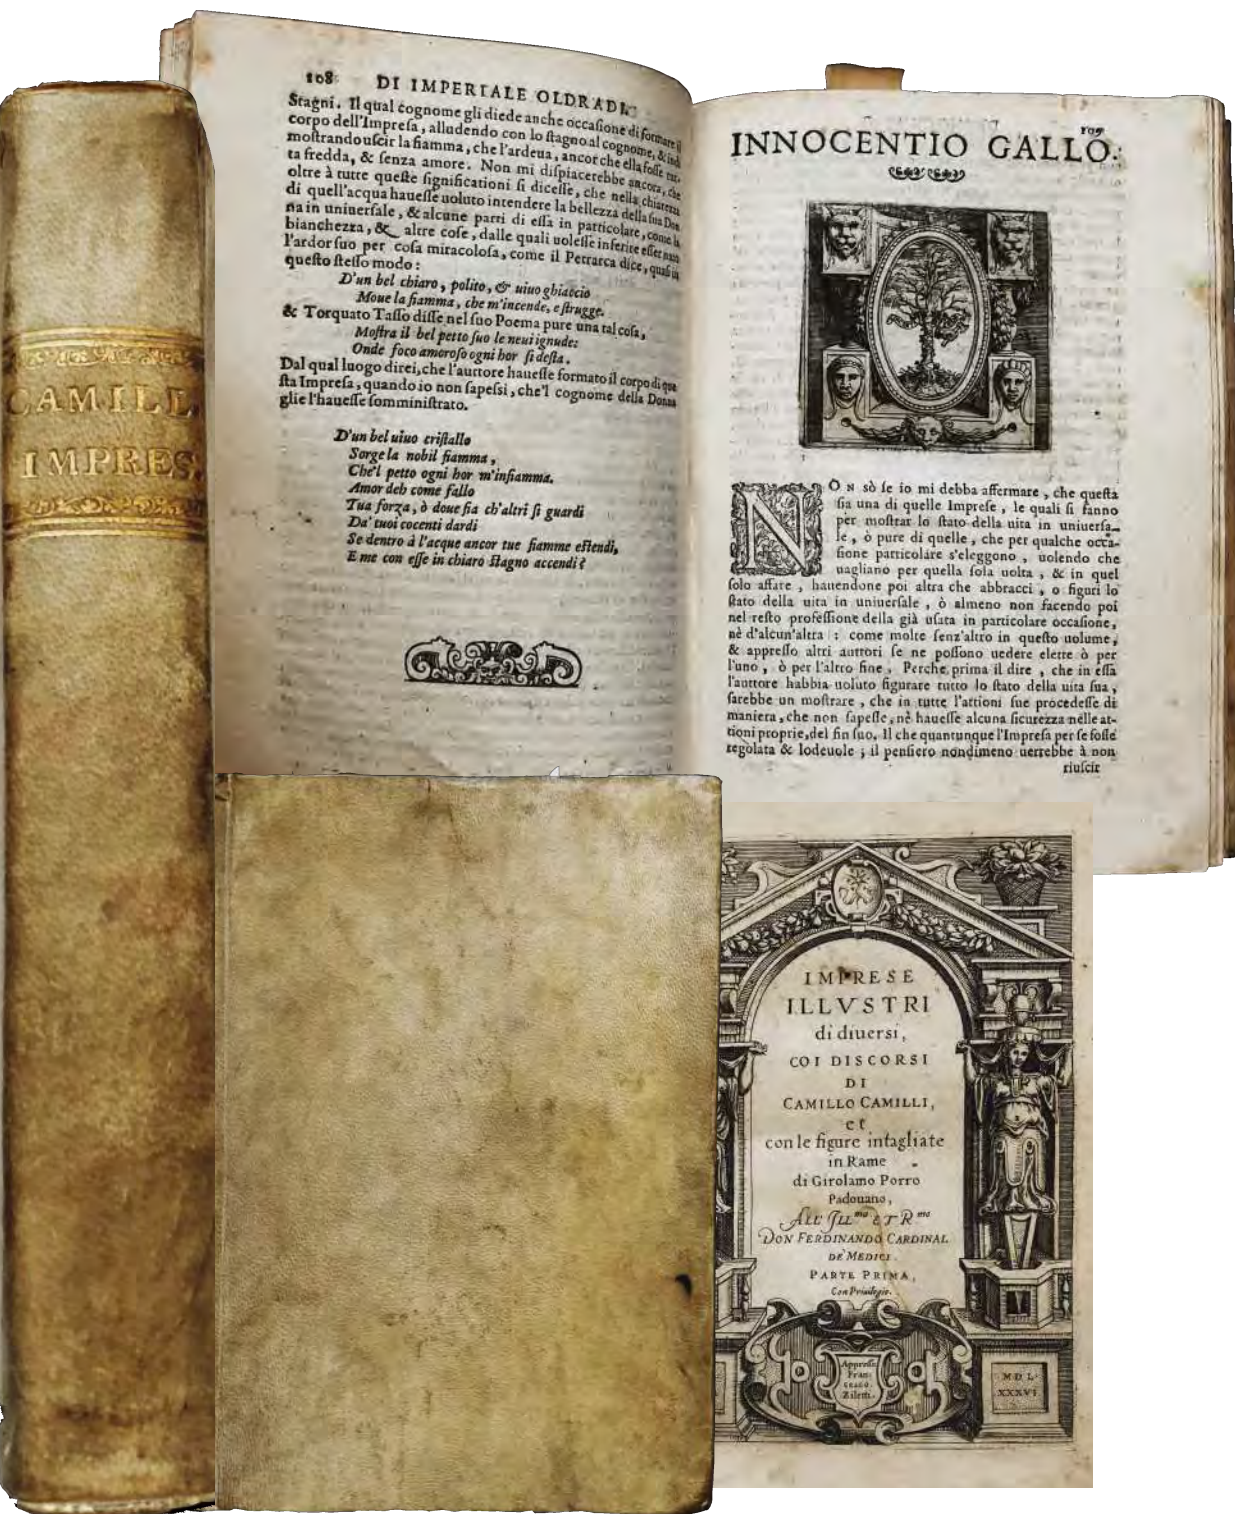 CAMILL.
IMPRES.
108 DI IMPERIALE OLDRADI.
Stagni. Il qual cognome gli diede anche occasione di formare il
corpo dell'Impresa, alludendo con lo stagno al cognome, &
mostrando uscir la fiamma, che l'ardeua, ancor che ella fosse tut-
ta fredda, & senza amore. Non mi dispiacerebbe ancora, che
oltre à tutte queste significationi si dicesse, che nella chiarezza
di quell'acqua hauesse uoluto intendere la bellezza della sua Don
na in uniuersale, & alcune parti di essa in particolare, come la
bianchezza, & altre cose, dalle quali uolesse inferire esser nato
l'ardor suo per cosa miracolosa, come il Petrarca dice, quasi in
questo stesso modo:
D'un bel chiaro, polito, & uiuo ghiaccio
Moue la fiamma, che m'incende, e strugge.
& Torquato Tasso disse nel suo Poema pure una tal cosa,
Mostra il bel petto suo le neui ignude:
Onde foco amoroso ogni hor si desta.
Dal qual luogo direi, che l'auttore hauesse formato il corpo di que
sta Impresa, quando io non sapessi, che'l cognome della Donna
glie l'hauesse somministrato.
D'un bel uiuo cristallo
Sorge la nobil fiamma,
Che'l petto ogni hor m'infiamma.
Amor deh come fallo
Tua forza, ò doue fia ch'altri si guardi
Da' tuoi cocenti dardi
Se dentro à l'acque ancor tue fiamme estendi,
E me con esse in chiaro Stagno accendi?
109
INNOCENTIO GALLO.
NON sò se io mi debba affermare, che questa
sia una di quelle Imprese, le quali si fanno
per mostrar lo stato della uita in uniuersa-
le, ò pure di quelle, che per qualche occa-
sione particolare s'eleggono, uolendo che
uagliano per quella sola uolta, & in quel
solo affare, hauendone poi altra che abbracci, o figuri lo
stato della uita in uniuersale, ò almeno non facendo poi
nel resto professione della già usata in particolare occasione,
nè d'alcun'altra: come molte senz'altro in questo uolume,
& appresso altri auttori se ne possono uedere elette ò per
l'uno, ò per l'altro fine. Perche prima il dire, che in essa
l'auttore habbia uoluto figurare tutto lo stato della uita sua,
sarebbe un mostrare, che in tutte l'attioni sue procedesse di
maniera, che non sapesse, nè hauesse alcuna sicurezza nelle at-
tioni proprie, del fin suo. Il che quantunque l'Impresa per se fosse
regolata & lodeuole; il pensiero nondimeno uerrebbe à non
riuscir
IMPRESE
ILLVSTRI
di diuersi,
COI DISCORSI
DI
CAMILLO CAMILLI,
et
con le figure intagliate
in Rame
di Girolamo Porro
Padouano,
ALL' ILL.mo ET R.mo
DON FERDINANDO CARDINAL
DE' MEDICI
PARTE PRIMA,
Con Priuilegio.
Appresso
Fran-
cesco
Ziletti.
MDL
XXXVI